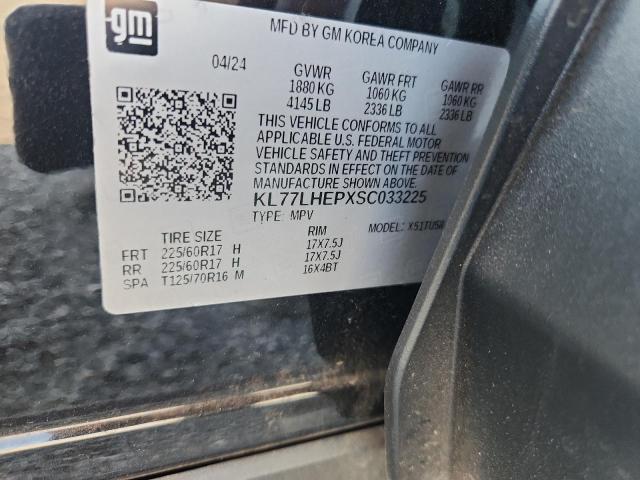 gm
MFD BY GM KOREA COMPANY
04/24 GVWR GAWR FRT GAWR RR
1880 KG 1060 KG 1060 KG
4145 LB 2336 LB 2336 LB
THIS VEHICLE CONFORMS TO ALL
APPLICABLE U.S. FEDERAL MOTOR
VEHICLE SAFETY AND THEFT PREVENTION
STANDARDS IN EFFECT ON THE DATE OF
MANUFACTURE SHOWN ABOVE.
KL77LHEPXSC033225
TYPE: MPV MODEL:
TIRE SIZE RIM
FRT 225/60R17 H 17X7.5J
RR 225/60R17 H 17X7.5J
SPA T125/70R16 M 16X4BT